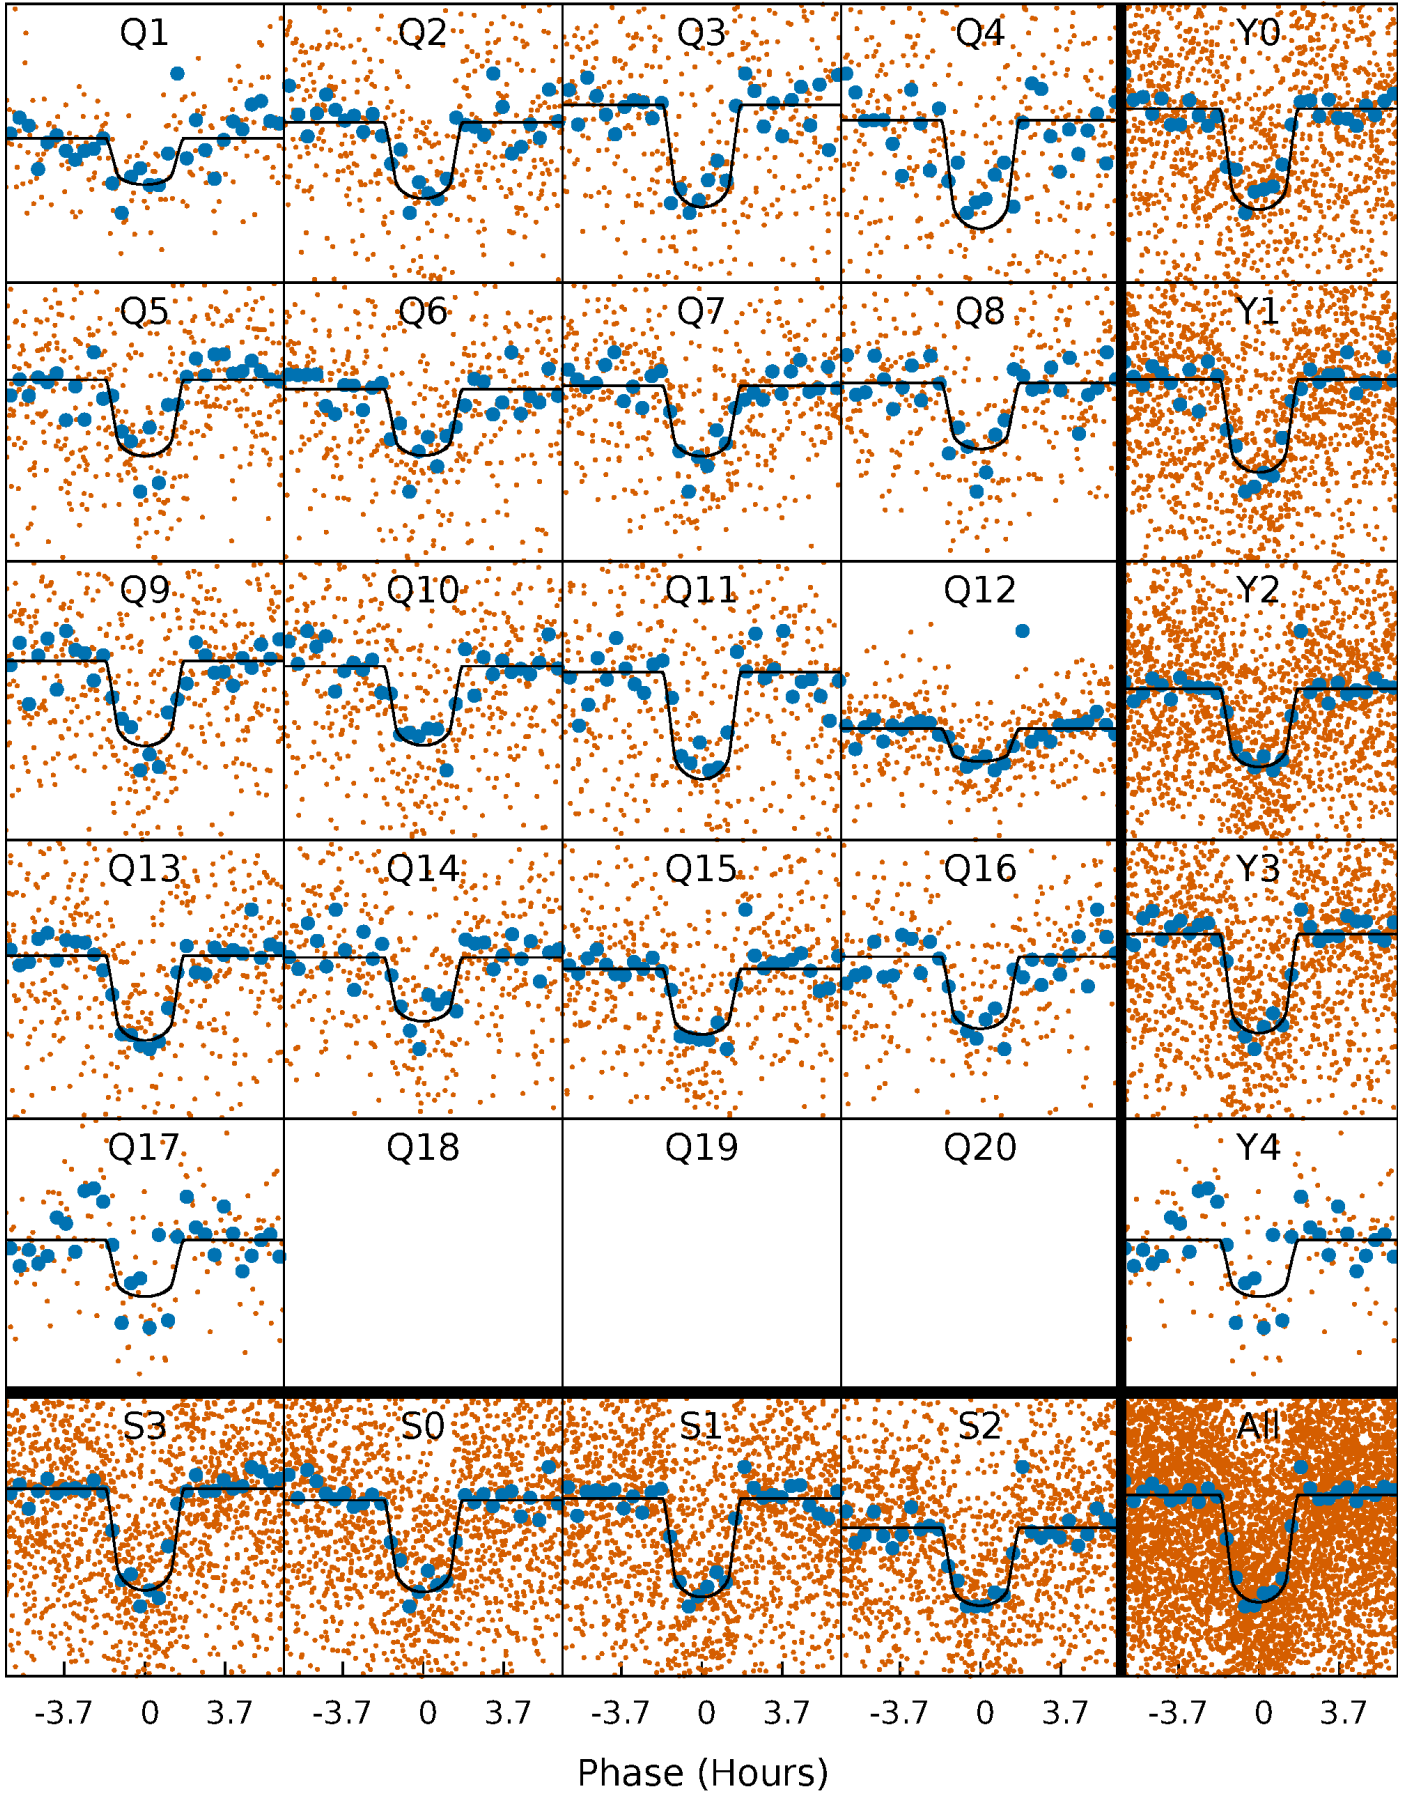 Q1 Q2 Q3 Q4 Y0
Q5 Q6 Q7 Q8 Y1
Q9 Q10 Q11 Q12 Y2
Q13 Q14 Q15 Q16 Y3
Q17 Q18 Q19 Q20 Y4
S3 S0 S1 S2 All
-3.7 0 3.7 -3.7 0 3.7 -3.7 0 3.7 -3.7 0 3.7 -3.7 0 3.7
Phase (Hours)